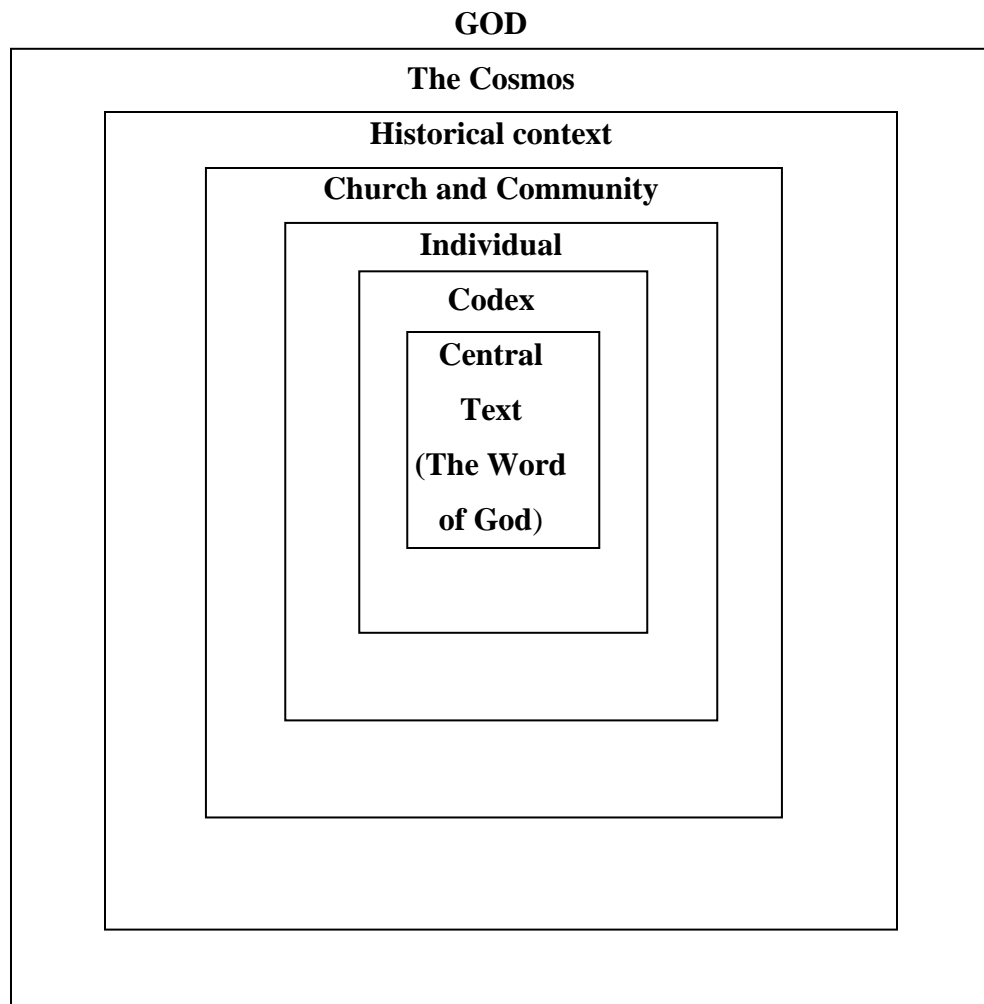 GOD
The Cosmos
Historical context
Church and Community
Individual
Codex
Central
Text
(The Word
of God)